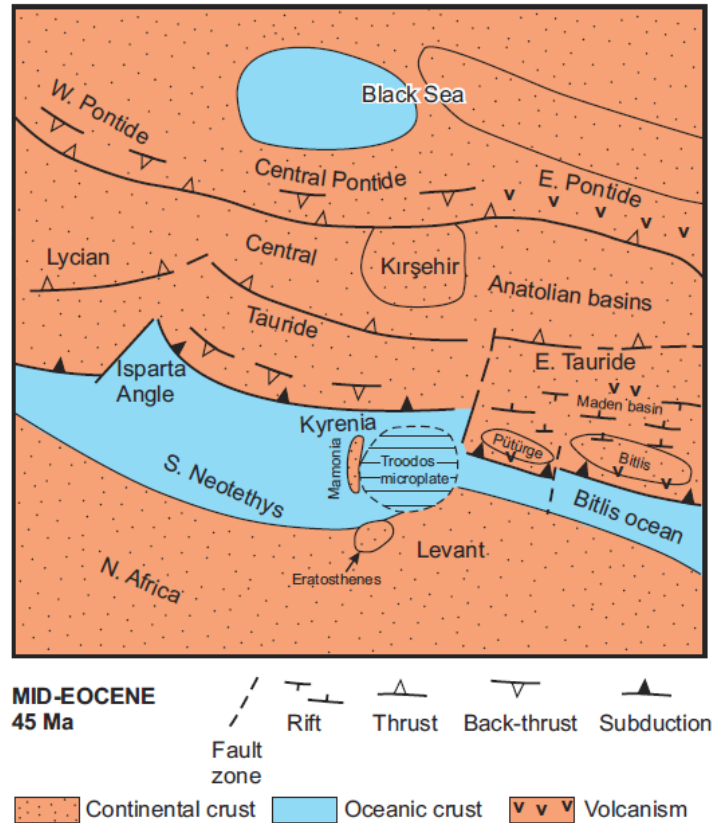 Black Sea
W. Pontide
Central Pontide
E. Pontide
Lycian
Central
Kırşehir
Anatolian basins
Tauride
E. Tauride
Maden basin
Isparta
Angle
Kyrenia
Pütürge
Bitlis
Mamonia
Troodos
microplate
S. Neotethys
Bitlis ocean
Levant
Eratosthenes
N. Africa
MID-EOCENE
45 Ma
Fault
zone
Rift
Thrust
Back-thrust
Subduction
Continental crust
Oceanic crust
Volcanism